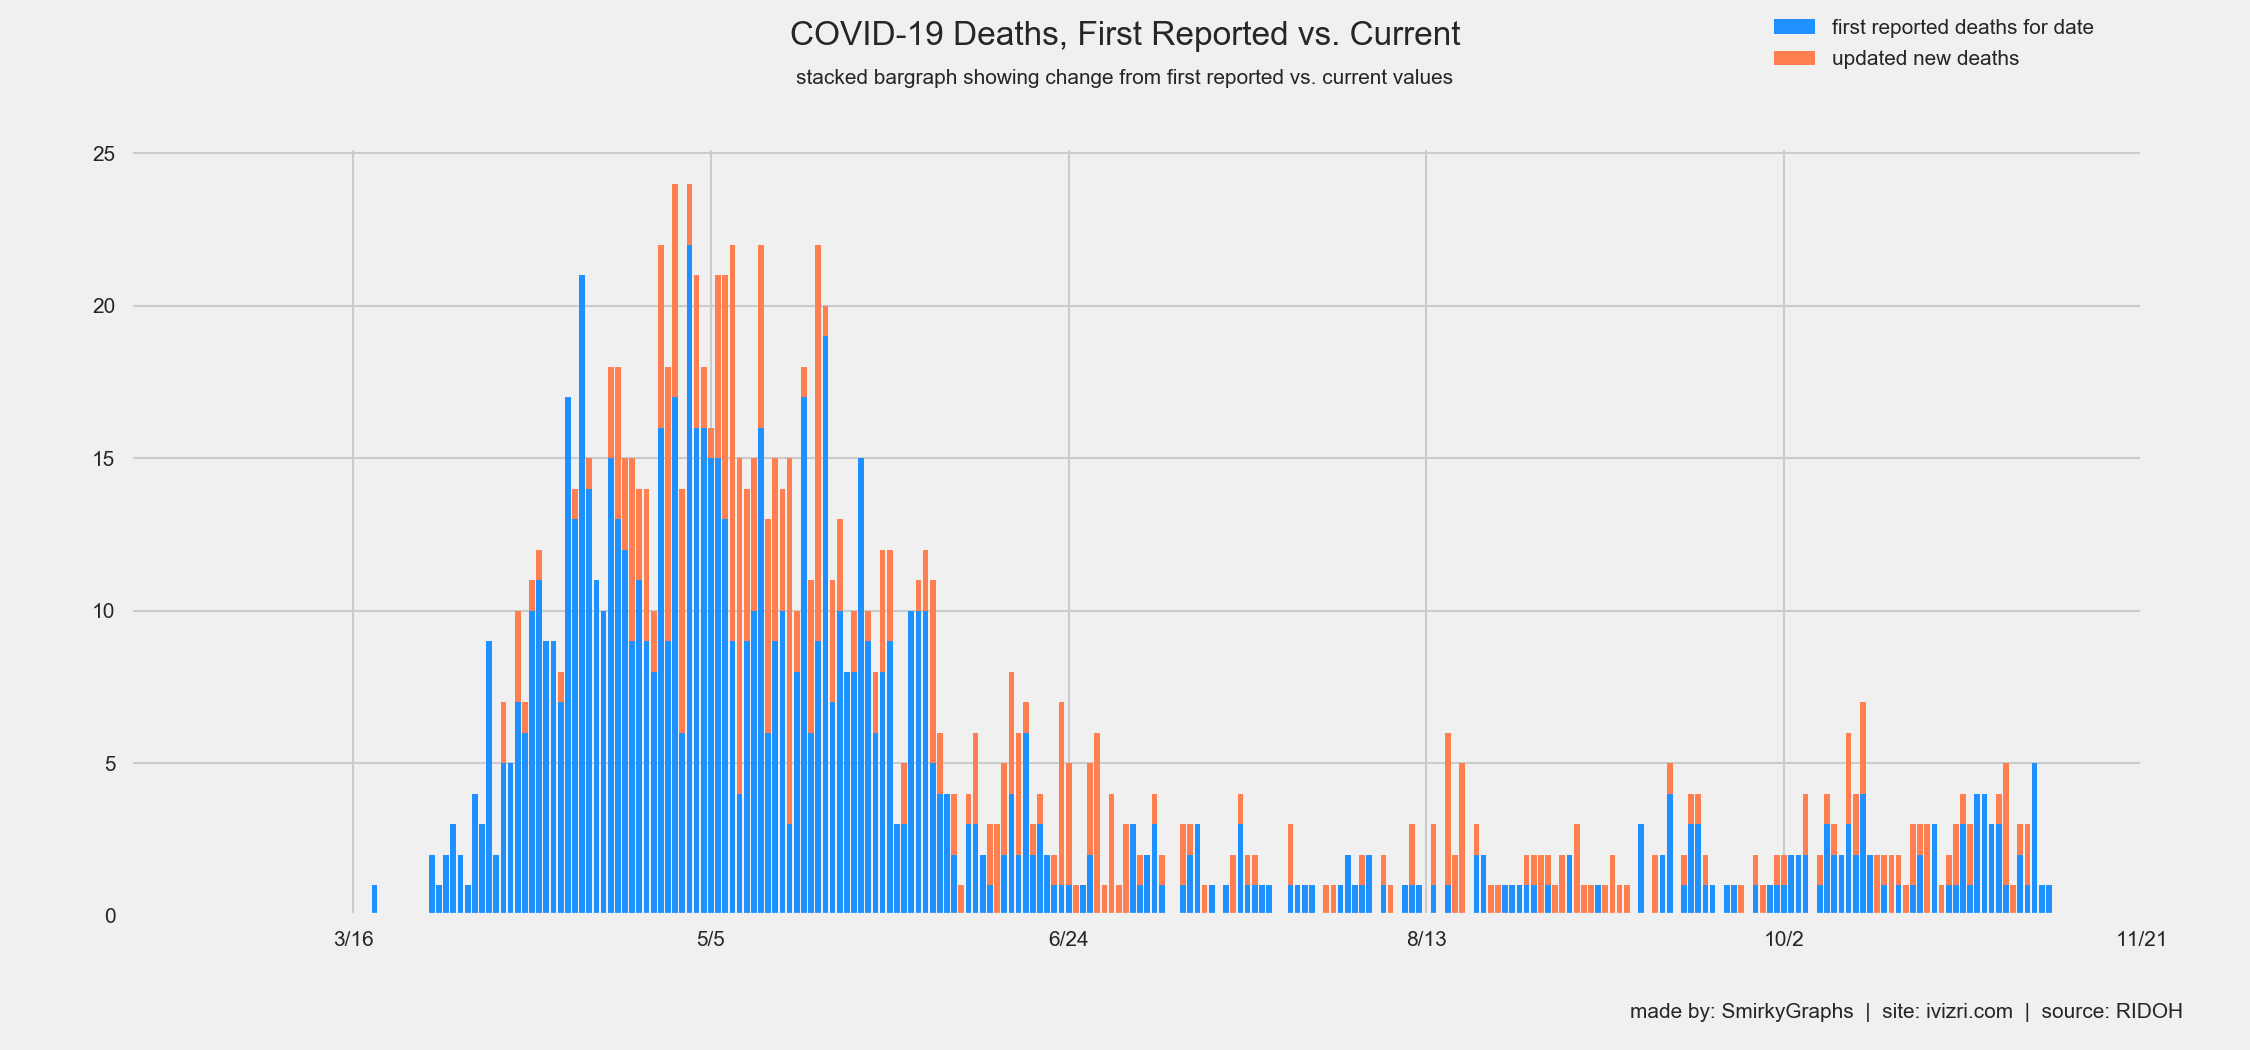 COVID-19 Deaths, First Reported vs. Current
stacked bargraph showing change from first reported vs. current values
first reported deaths for date
updated new deaths
25
20
15
10
5
0
3/16 5/5 6/24 8/13 10/2 11/21
made by: SmirkyGraphs | site: ivizri.com | source: RIDOH